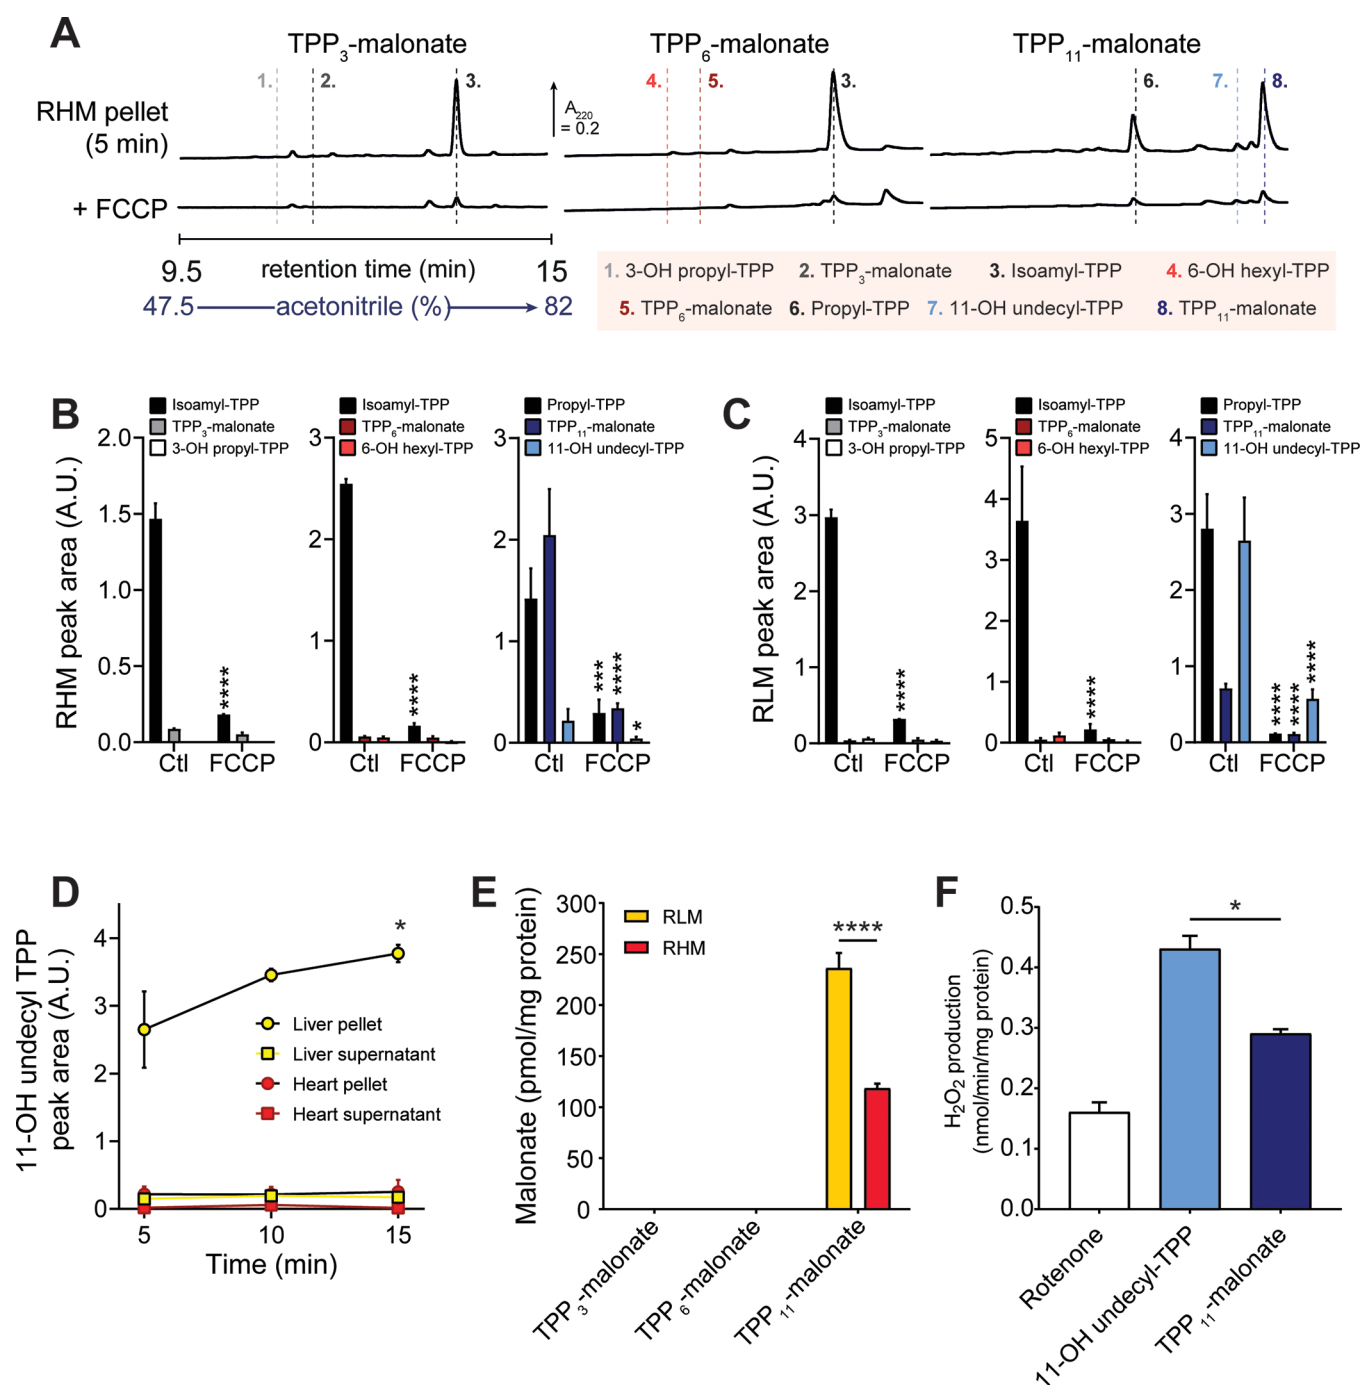 A
TPP3-malonate
TPP6-malonate
TPP11-malonate
1.
2.
3.
4.
5.
3.
6.
7.
8.
RHM pellet
(5 min)
A220
= 0.2
+ FCCP
9.5
retention time (min)
15
47.5
acetonitrile (%)
82
1. 3-OH propyl-TPP 2. TPP3-malonate 3. Isoamyl-TPP 4. 6-OH hexyl-TPP
5. TPP6-malonate 6. Propyl-TPP 7. 11-OH undecyl-TPP 8. TPP11-malonate
B
Isoamyl-TPP
TPP3-malonate
3-OH propyl-TPP
RHM peak area (A.U.)
2.0
1.5
1.0
0.5
0.0
****
Ctl
FCCP
Isoamyl-TPP
TPP6-malonate
6-OH hexyl-TPP
3
2
1
0
****
Ctl
FCCP
Propyl-TPP
TPP11-malonate
11-OH undecyl-TPP
3
2
1
0
***
****
*
Ctl
FCCP
C
Isoamyl-TPP
TPP3-malonate
3-OH propyl-TPP
RLM peak area (A.U.)
4
3
2
1
0
****
Ctl
FCCP
Isoamyl-TPP
TPP6-malonate
6-OH hexyl-TPP
5
4
3
2
1
0
****
Ctl
FCCP
Propyl-TPP
TPP11-malonate
11-OH undecyl-TPP
4
3
2
1
0
****
****
****
Ctl
FCCP
D
11-OH undecyl TPP
peak area (A.U.)
4
3
2
1
0
*
Liver pellet
Liver supernatant
Heart pellet
Heart supernatant
5
10
15
Time (min)
E
Malonate (pmol/mg protein)
300
250
200
150
100
50
0
RLM
RHM
****
TPP3-malonate
TPP6-malonate
TPP11-malonate
F
H2O2 production
(nmol/min/mg protein)
0.5
0.4
0.3
0.2
0.1
0.0
*
Rotenone
11-OH undecyl-TPP
TPP11-malonate